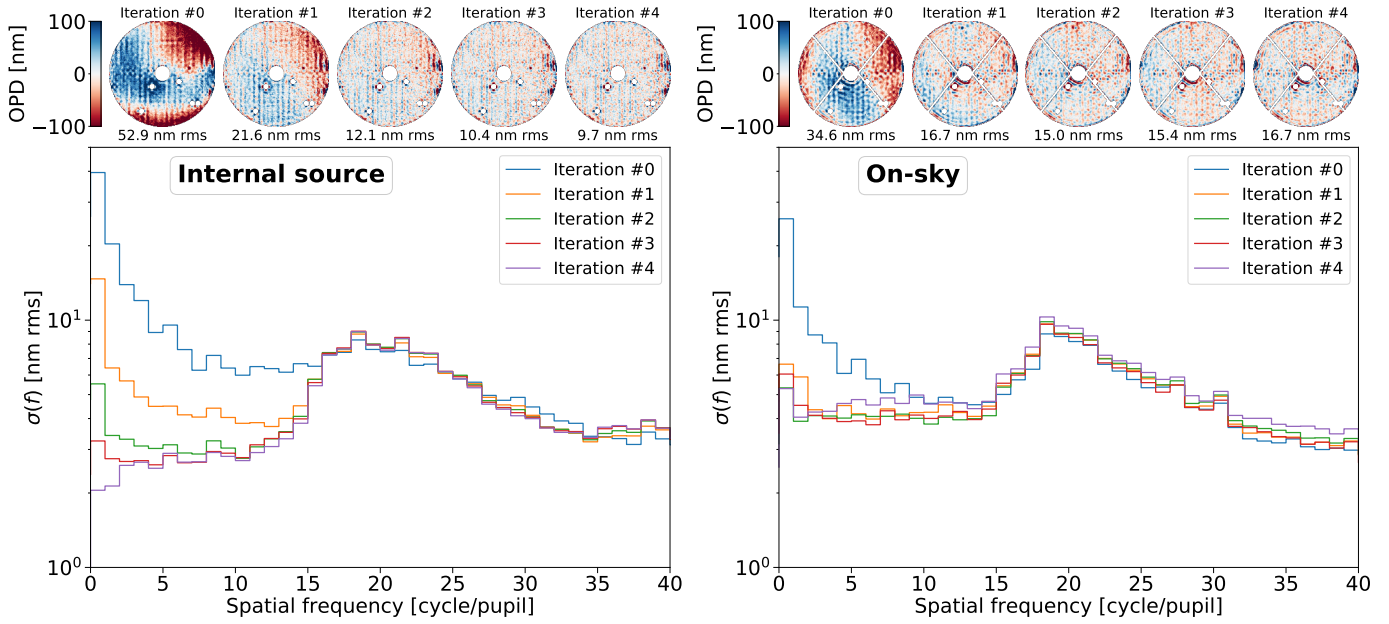 Iteration #0 Iteration #1 Iteration #2 Iteration #3 Iteration #4
100
0
−100
OPD [nm]
52.9 nm rms 21.6 nm rms 12.1 nm rms 10.4 nm rms 9.7 nm rms
Internal source
Iteration #0
Iteration #1
Iteration #2
Iteration #3
Iteration #4
10¹
10⁰
σ(f) [nm rms]
0 5 10 15 20 25 30 35 40
Spatial frequency [cycle/pupil]
Iteration #0 Iteration #1 Iteration #2 Iteration #3 Iteration #4
100
0
−100
OPD [nm]
34.6 nm rms 16.7 nm rms 15.0 nm rms 15.4 nm rms 16.7 nm rms
On-sky
Iteration #0
Iteration #1
Iteration #2
Iteration #3
Iteration #4
10¹
10⁰
σ(f) [nm rms]
0 5 10 15 20 25 30 35 40
Spatial frequency [cycle/pupil]